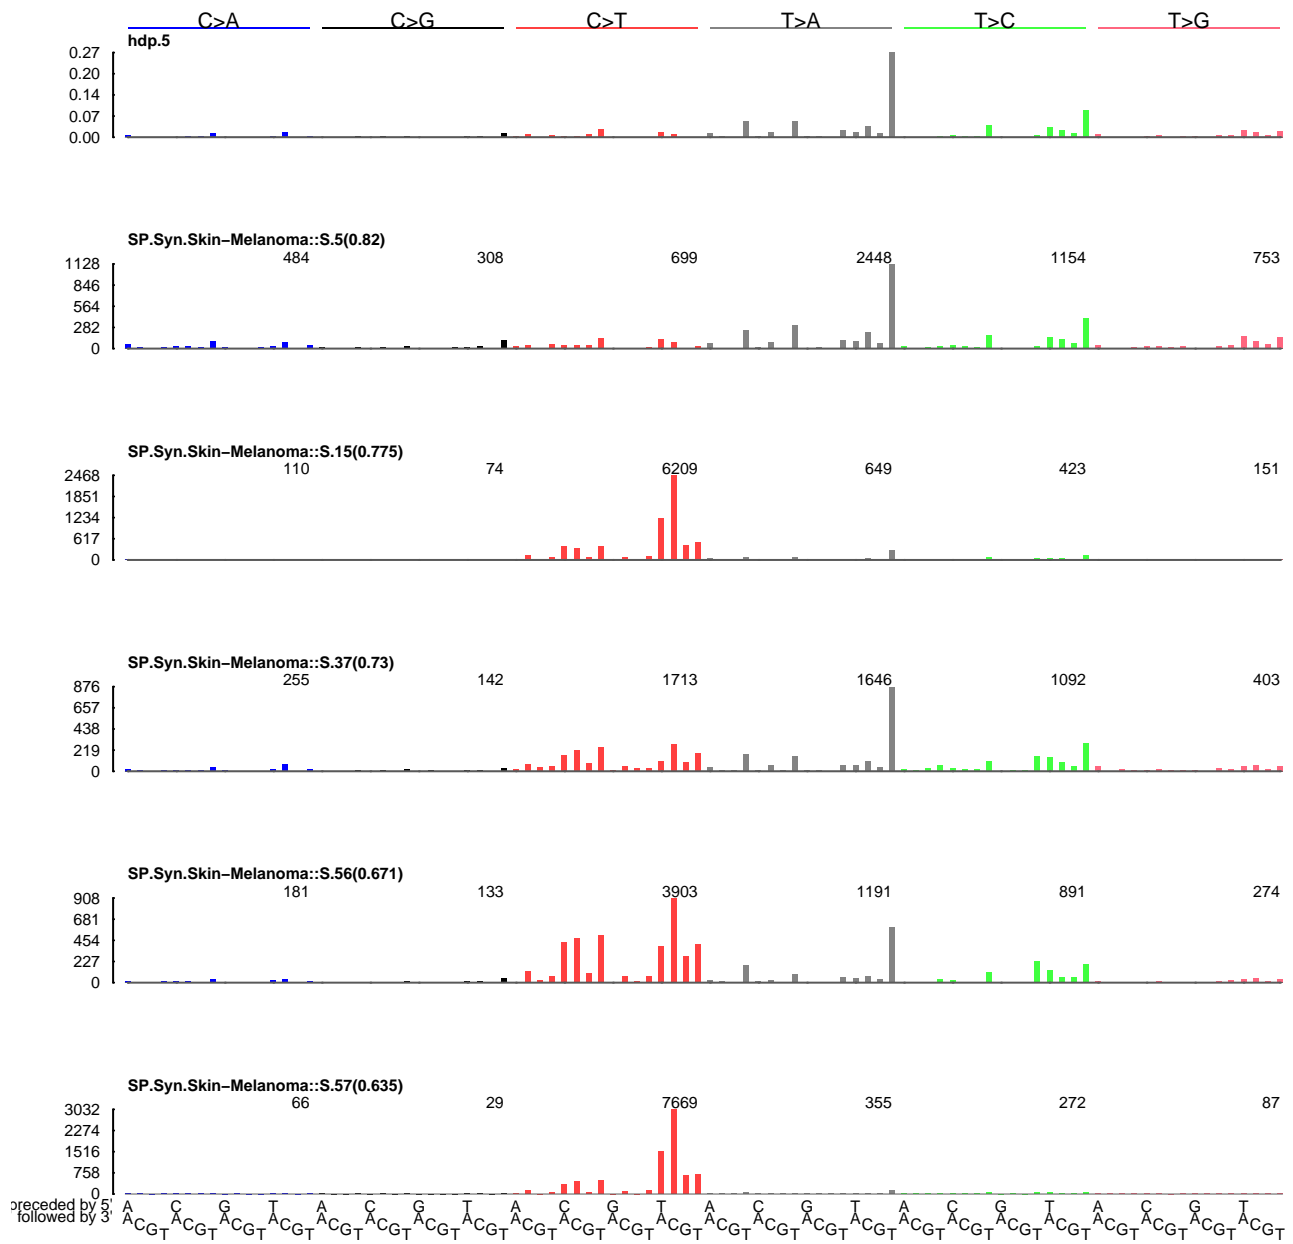 C>A C>G C>T T>A T>C T>G
hdp.5
0.27
0.20
0.14
0.07
0.00
SP.Syn.Skin−Melanoma::S.5(0.82)
484 308 699 2448 1154 753
1128
846
564
282
0
SP.Syn.Skin−Melanoma::S.15(0.775)
110 74 6209 649 423 151
2468
1851
1234
617
0
SP.Syn.Skin−Melanoma::S.37(0.73)
255 142 1713 1646 1092 403
876
657
438
219
0
SP.Syn.Skin−Melanoma::S.56(0.671)
181 133 3903 1191 891 274
908
681
454
227
0
SP.Syn.Skin−Melanoma::S.57(0.635)
66 29 7669 355 272 87
3032
2274
1516
758
0
preceded by 5' A C G T A C G T A C G T A C G T A C G T A C G T
followed by 3' A C G T A C G T A C G T A C G T A C G T A C G T A C G T A C G T A C G T A C G T A C G T A C G T A C G T A C G T A C G T A C G T A C G T A C G T A C G T A C G T A C G T A C G T A C G T A C G T